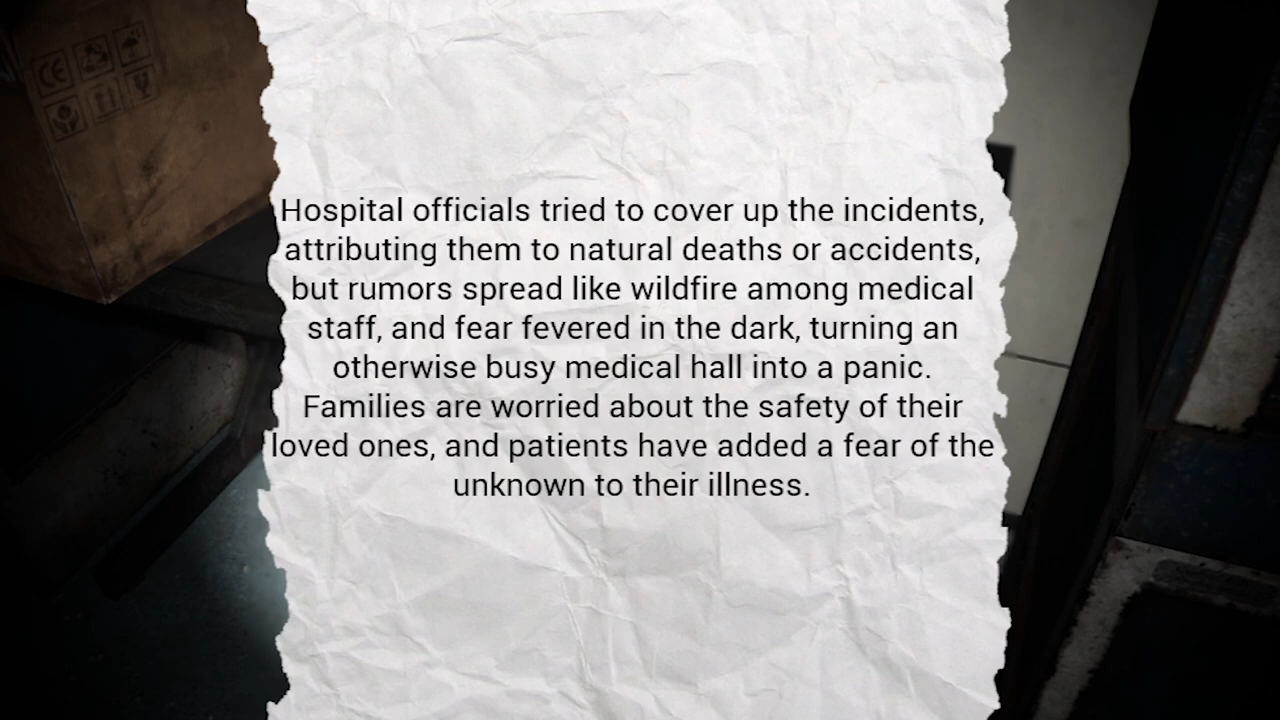 Hospital officials tried to cover up the incidents,
attributing them to natural deaths or accidents,
but rumors spread like wildfire among medical
staff, and fear fevered in the dark, turning an
otherwise busy medical hall into a panic.
Families are worried about the safety of their
loved ones, and patients have added a fear of the
unknown to their illness.